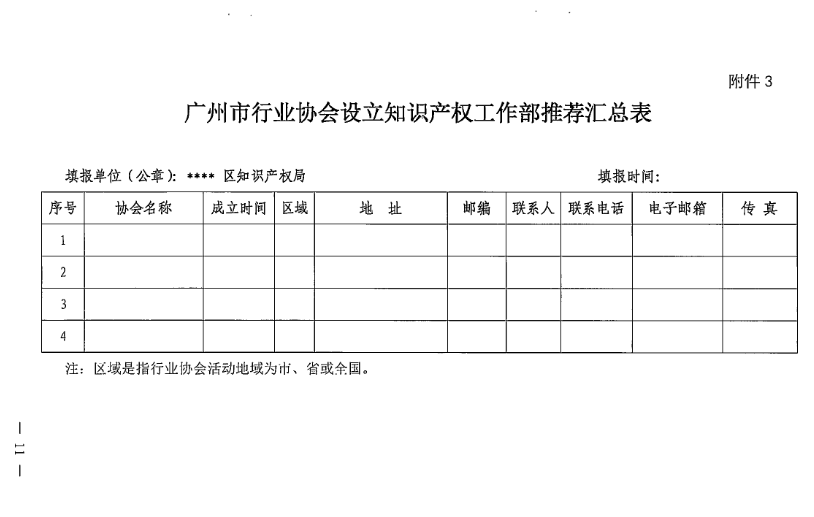 附件 3
广州市行业协会设立知识产权工作部推荐汇总表
填报单位（公章）：**** 区知识产权局 填报时间：
序号 协会名称 成立时间 区域 地 址 邮编 联系人 联系电话 电子邮箱 传 真
1
2
3
4
注：区域是指行业协会活动地域为市、省或全国。
— 11 —